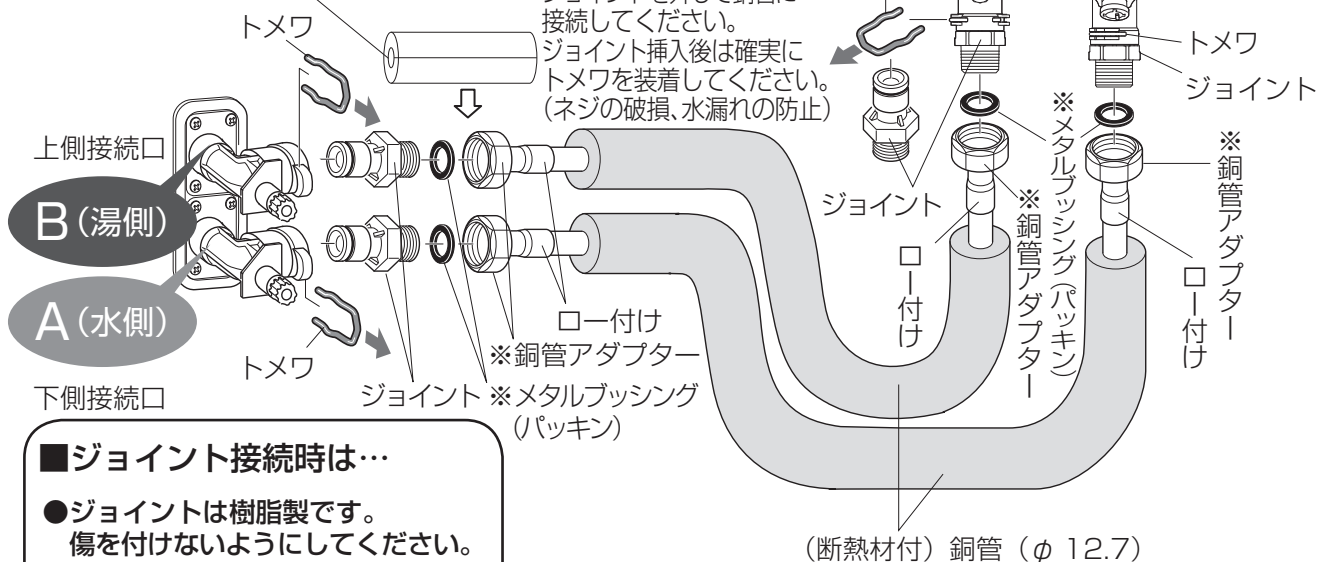 トメワ
接続してください。
ジョイント挿入後は確実に
トメワを装着してください。
(ネジの破損、水漏れの防止)
トメワ
ジョイント
上側接続口
B(湯側)
A(水側)
トメワ
下側接続口
ジョイント
ロー付け
※銅管アダプター
※メタルブッシング
(パッキン)
ジョイント
ロー付け
※銅管アダプター
※メタルブッシング(パッキン)
ロー付け
※銅管アダプター
■ジョイント接続時は…
●ジョイントは樹脂製です。
傷を付けないようにしてください。
(断熱材付)銅管(φ 12.7)